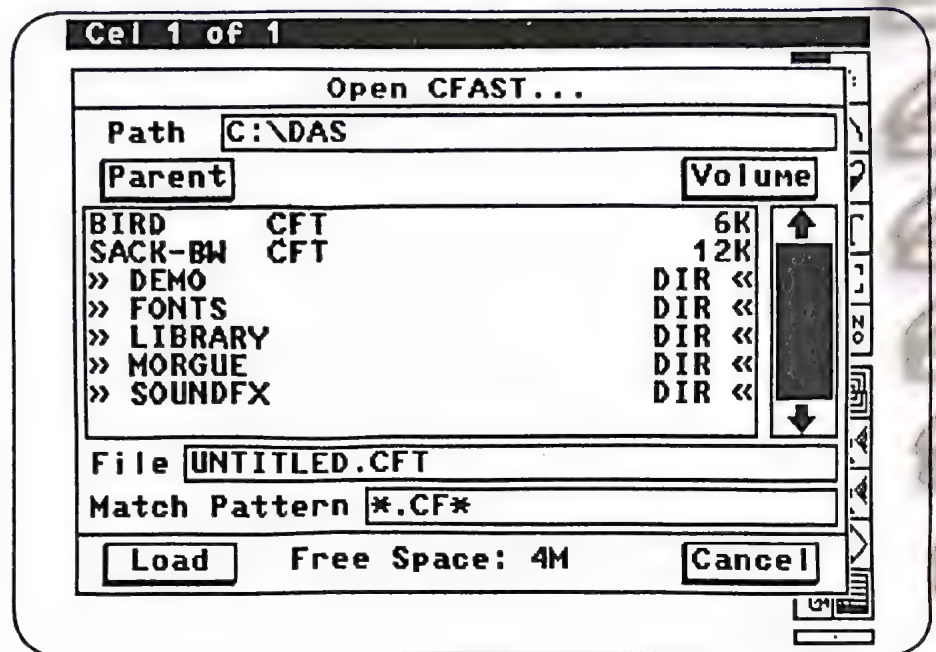 Cel 1 of 1
Open CFAST...
Path C:\DAS
Parent Volume
BIRD CFT 6K
SACK-BW CFT 12K
» DEMO DIR «
» FONTS DIR «
» LIBRARY DIR «
» MORGUE DIR «
» SOUNDFX DIR «
File UNTITLED.CFT
Match Pattern *.CF*
Load Free Space: 4M Cancel
NO